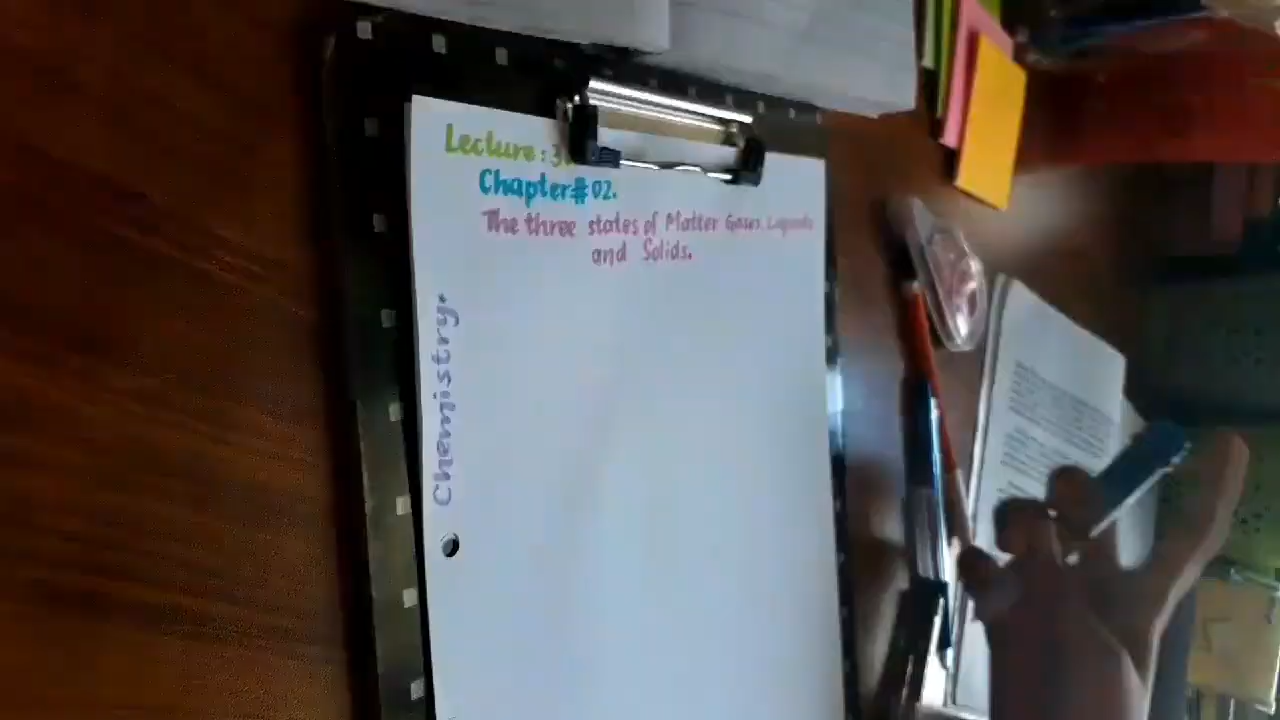 Lecture:
Chapter# 02.
The three states of Matter Gases, Liquids
and Solids.
Chemistry.